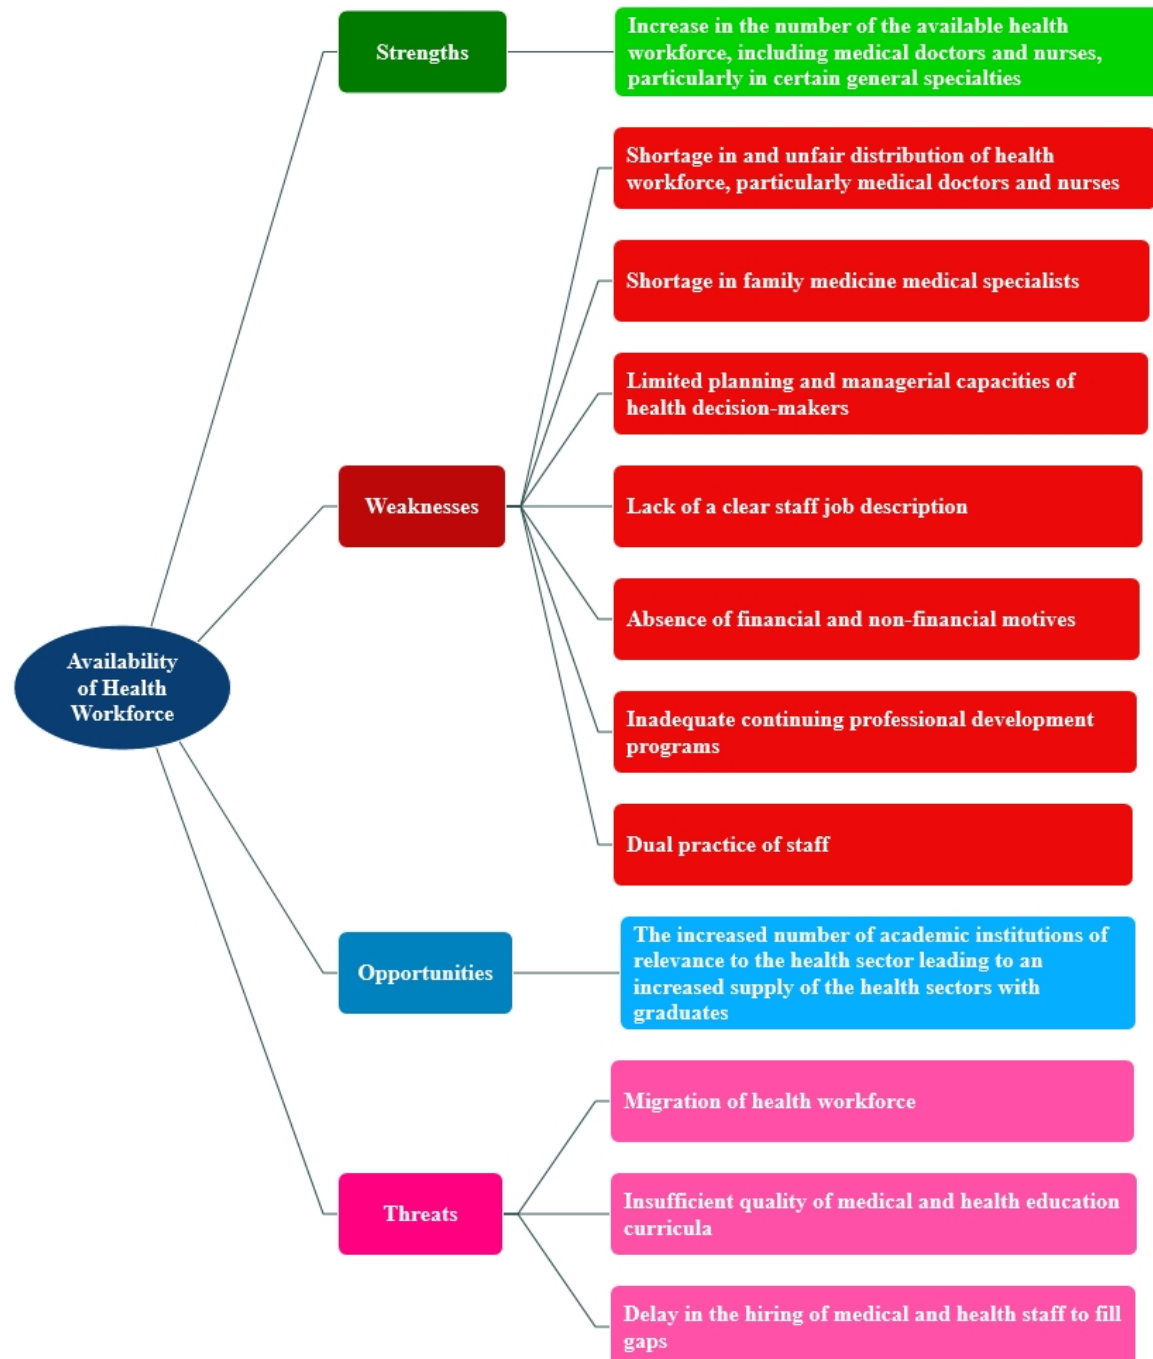 Strengths
Increase in the number of the available health
workforce, including medical doctors and nurses,
particularly in certain general specialties
Shortage in and unfair distribution of health
workforce, particularly medical doctors and nurses
Shortage in family medicine medical specialists
Limited planning and managerial capacities of
health decision-makers
Weaknesses
Lack of a clear staff job description
Absence of financial and non-financial motives
Availability
of Health
Workforce
Inadequate continuing professional development
programs
Dual practice of staff
Opportunities
The increased number of academic institutions of
relevance to the health sector leading to an
increased supply of the health sectors with
graduates
Migration of health workforce
Threats
Insufficient quality of medical and health education
curricula
Delay in the hiring of medical and health staff to fill
gaps